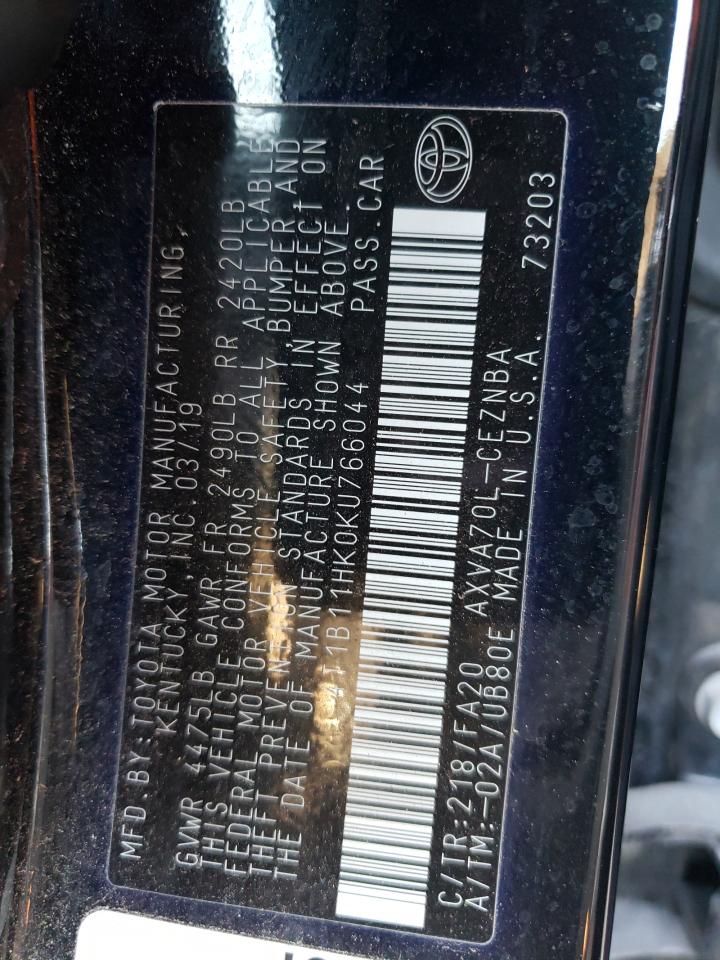 MFD.BY:TOYOTA MOTOR MANUFACTURING,
KENTUCKY,INC.03/19
GVWR 4475LB GAWR FR 2490LB RR 2420LB
THIS VEHICLE CONFORMS TO ALL APPLICABLE
FEDERAL MOTOR VEHICLE SAFETY, BUMPER,AND
THEFT PREVENTION STANDARDS IN EFFECT ON
THE DATE OF MANUFACTURE SHOWN ABOVE.
4T1B11HK0KU766044 PASS.CAR
C/TR:218/FA20 AXVA70L-CEZNBA
A/TM:-02A/UB80E MADE IN U.S.A. 73203